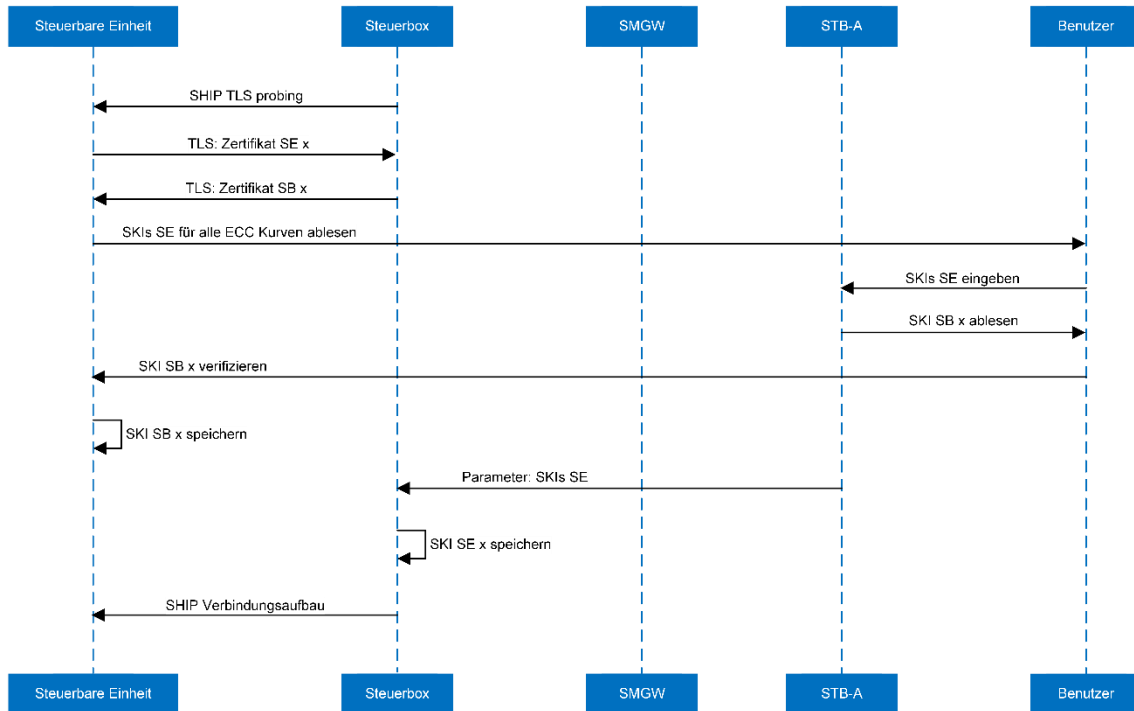 Steuerbare Einheit
Steuerbox
SMGW
STB-A
Benutzer
SHIP TLS probing
TLS: Zertifikat SE x
TLS: Zertifikat SB x
SKIs SE für alle ECC Kurven ablesen
SKIs SE eingeben
SKI SB x ablesen
SKI SB x verifizieren
SKI SB x speichern
Parameter: SKIs SE
SKI SE x speichern
SHIP Verbindungsaufbau
Steuerbare Einheit
Steuerbox
SMGW
STB-A
Benutzer